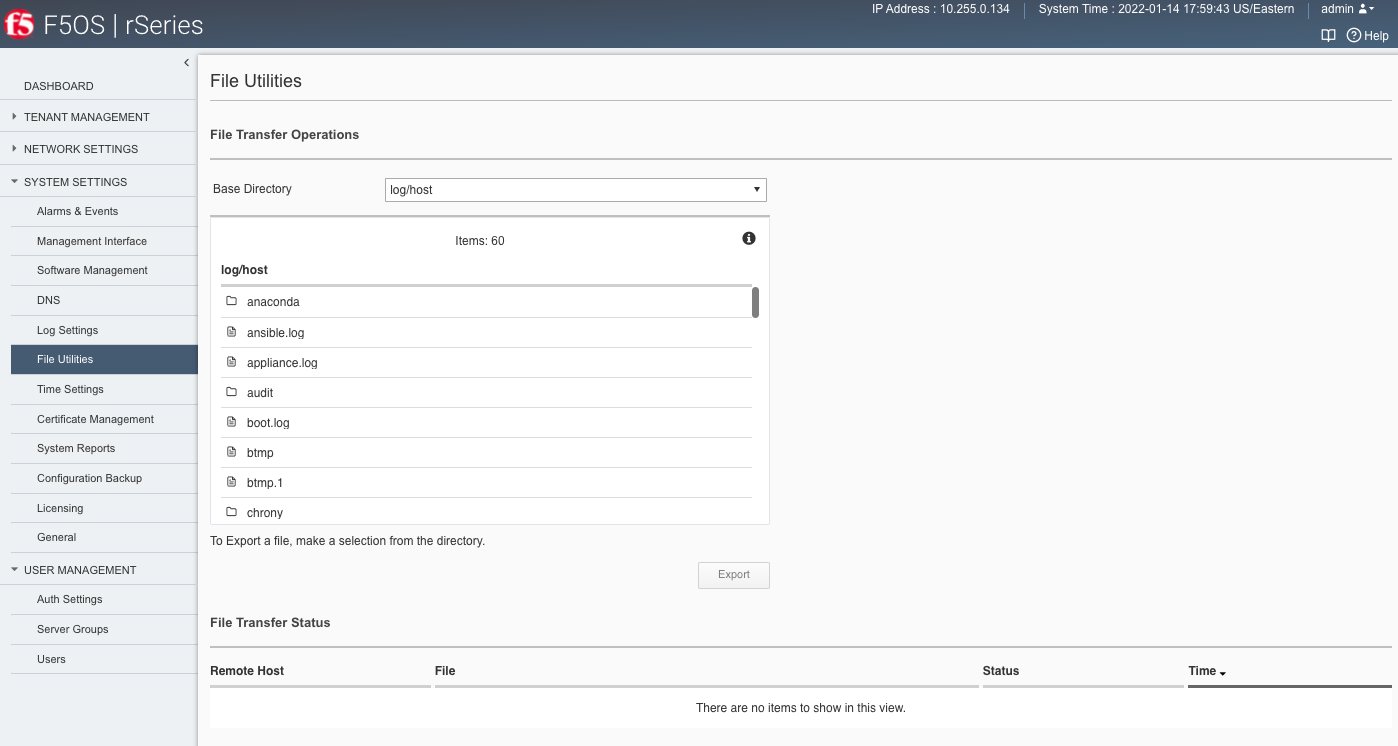 f5 F5OS | rSeries
IP Address : 10.255.0.134 System Time : 2022-01-14 17:59:43 US/Eastern admin
Help
DASHBOARD
TENANT MANAGEMENT
NETWORK SETTINGS
SYSTEM SETTINGS
Alarms & Events
Management Interface
Software Management
DNS
Log Settings
File Utilities
Time Settings
Certificate Management
System Reports
Configuration Backup
Licensing
General
USER MANAGEMENT
Auth Settings
Server Groups
Users
File Utilities
File Transfer Operations
Base Directory log/host
Items: 60
log/host
anaconda
ansible.log
appliance.log
audit
boot.log
btmp
btmp.1
chrony
To Export a file, make a selection from the directory.
Export
File Transfer Status
Remote Host File Status Time
There are no items to show in this view.